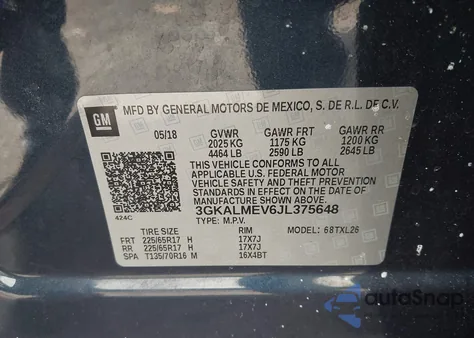 GM
MFD BY GENERAL MOTORS DE MEXICO, S. DE R.L. DE C.V.
05/18 GVWR GAWR FRT GAWR RR
2025 KG 1175 KG 1200 KG
4464 LB 2590 LB 2645 LB
THIS VEHICLE CONFORMS TO ALL
APPLICABLE U.S. FEDERAL MOTOR
VEHICLE SAFETY AND THEFT PREVENTION
STANDARDS IN EFFECT ON THE DATE OF
MANUFACTURE SHOWN ABOVE.
424C
3GKALMEV6JL375648
TYPE: M.P.V. MODEL: 68TXL26
TIRE SIZE RIM
FRT 225/65R17 H 17X7J
RR 225/65R17 H 17X7J
SPA T135/70R16 M 16X4BT
autoSnap